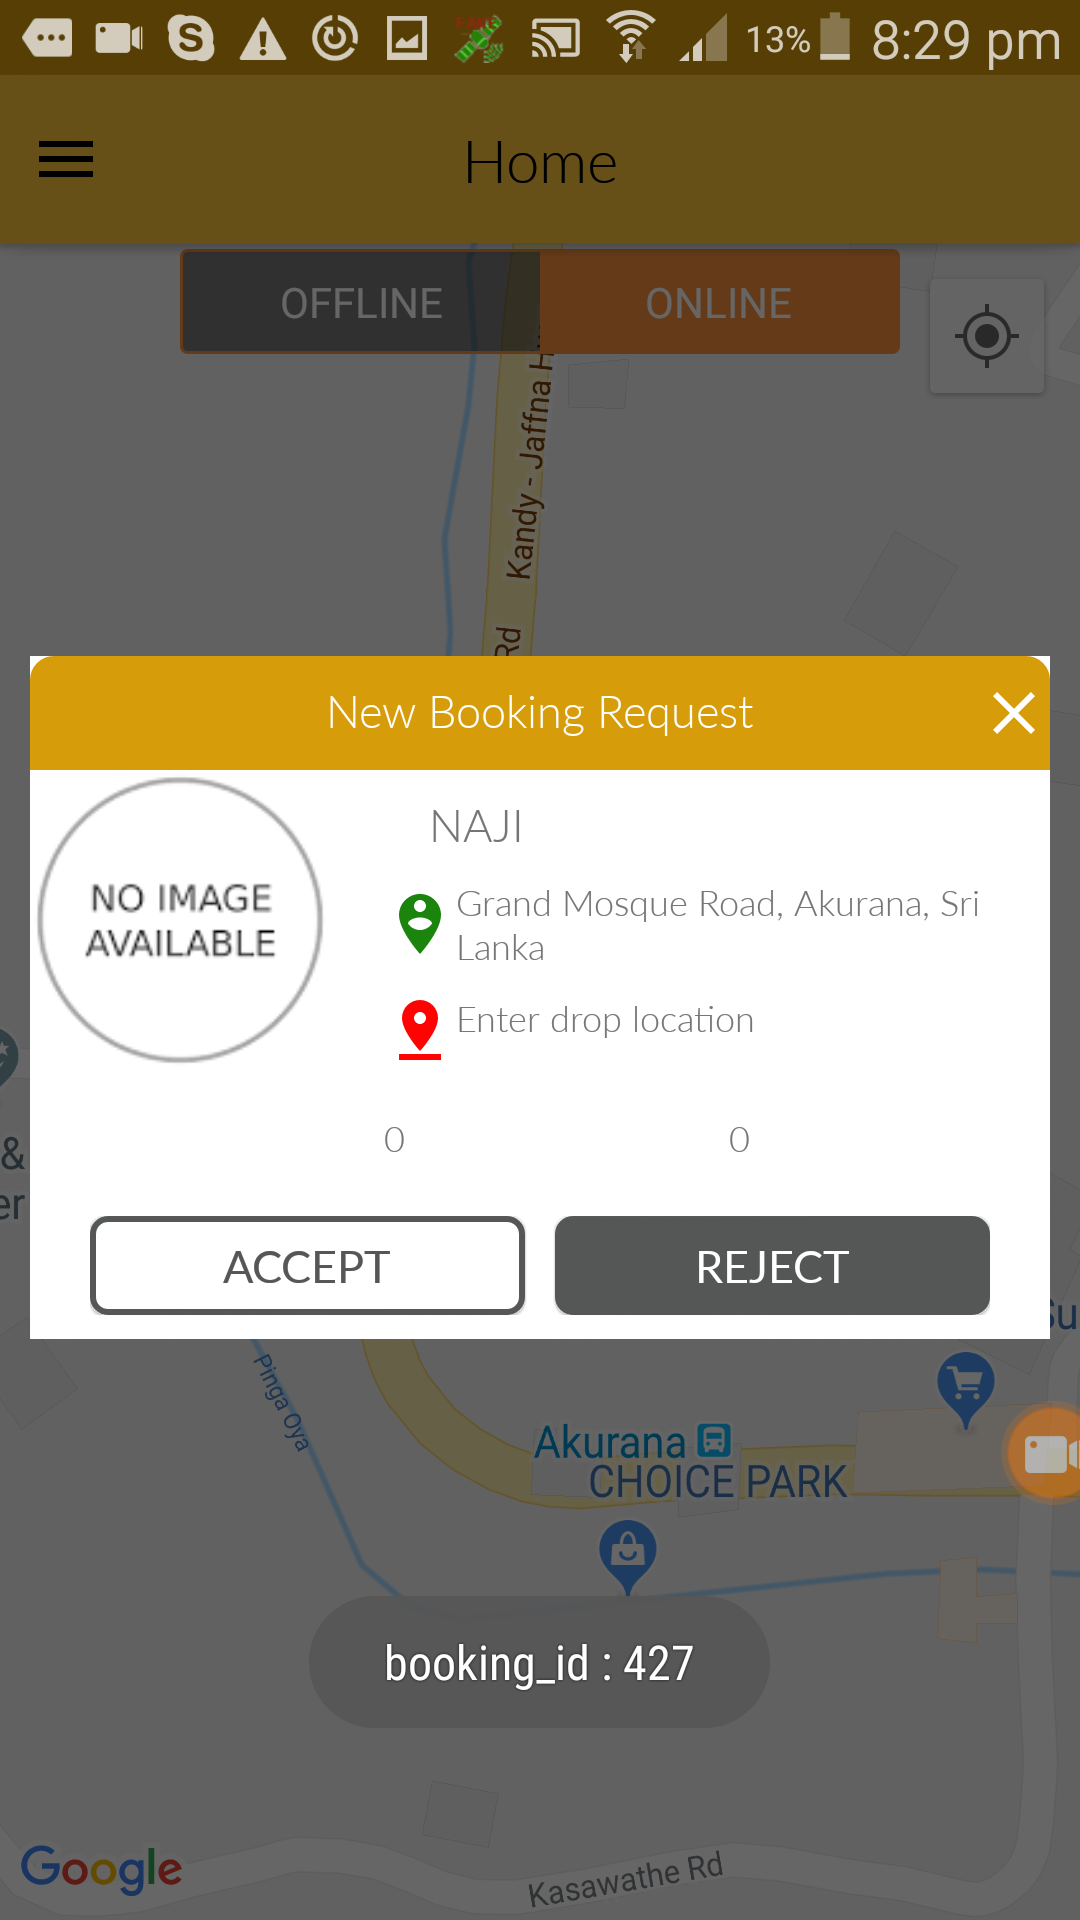 13% 8:29 pm
Home
OFFLINE ONLINE
Kandy - Jaffna H
Rd
New Booking Request
NO IMAGE
AVAILABLE
NAJI
Grand Mosque Road, Akurana, Sri
Lanka
Enter drop location
0 0
&
er
ACCEPT REJECT
Su
Pinga Oya
Akurana
CHOICE PARK
booking_id : 427
Google
Kasawathe Rd